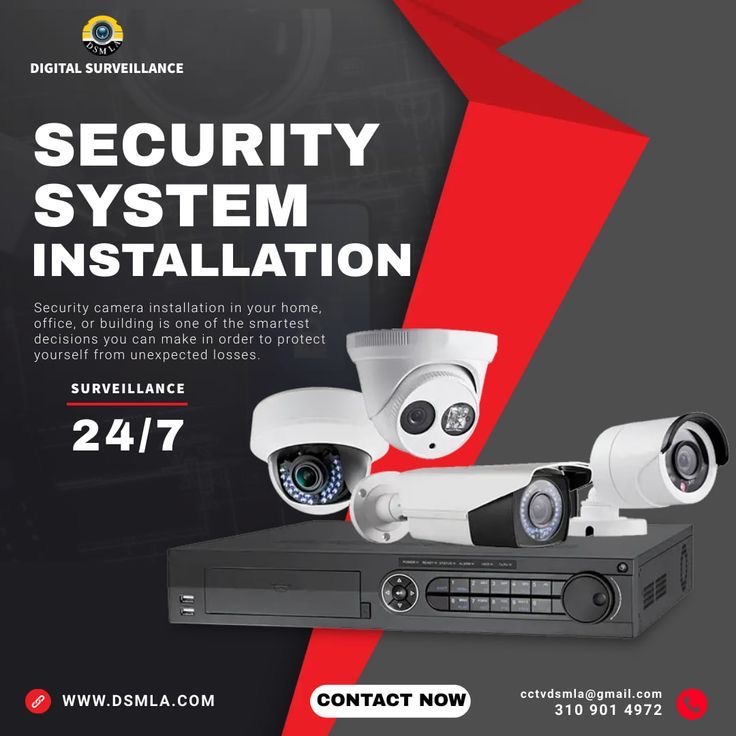 DSMLA
DIGITAL SURVEILLANCE
SECURITY
SYSTEM
INSTALLATION
Security camera installation in your home,
office, or building is one of the smartest
decisions you can make in order to protect
yourself from unexpected losses.
SURVEILLANCE
24/7
WWW.DSMLA.COM
CONTACT NOW
cctvdsmla@gmail.com
310 901 4972